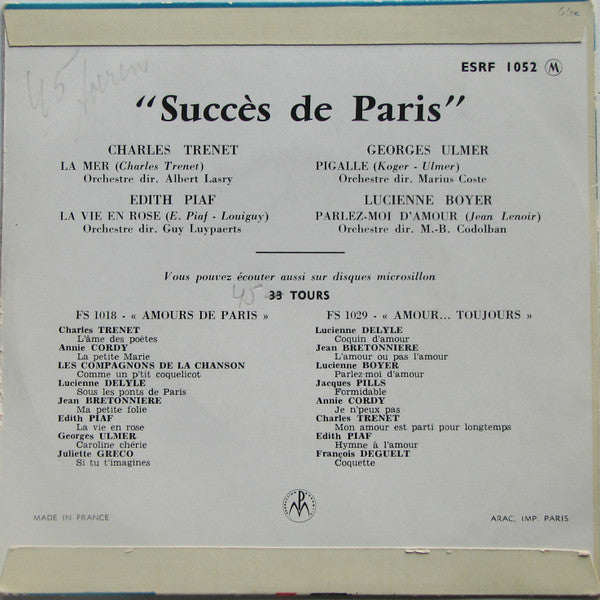 ESRF 1052 M
45
"Succès de Paris"
CHARLES TRENET
LA MER (Charles Trenet)
Orchestre dir. Albert Lasry
EDITH PIAF
LA VIE EN ROSE (E. Piaf - Louiguy)
Orchestre dir. Guy Luypaerts
GEORGES ULMER
PIGALLE (Koger - Ulmer)
Orchestre dir. Marius Coste
LUCIENNE BOYER
PARLEZ-MOI D'AMOUR (Jean Lenoir)
Orchestre dir. M.-B. Codolban
Vous pouvez écouter aussi sur disques microsillon
45 33 TOURS
FS 1018 - « AMOURS DE PARIS »
Charles TRENET
L'âme des poètes
Annie CORDY
La petite Marie
LES COMPAGNONS DE LA CHANSON
Comme un p'tit coquelicot
Lucienne DELYLE
Sous les ponts de Paris
Jean BRETONNIERE
Ma petite folie
Edith PIAF
La vie en rose
Georges ULMER
Caroline chérie
Juliette GRECO
Si tu t'imagines
FS 1029 - « AMOUR... TOUJOURS »
Lucienne DELYLE
Coquin d'amour
Jean BRETONNIERE
L'amour ou pas l'amour
Lucienne BOYER
Parlez-moi d'amour
Jacques PILLS
Formidable
Annie CORDY
Je n'peux pas
Charles TRENET
Mon amour est parti pour longtemps
Edith PIAF
Hymne à l'amour
François DEGUELT
Coquette
MADE IN FRANCE
ARAC, IMP. PARIS